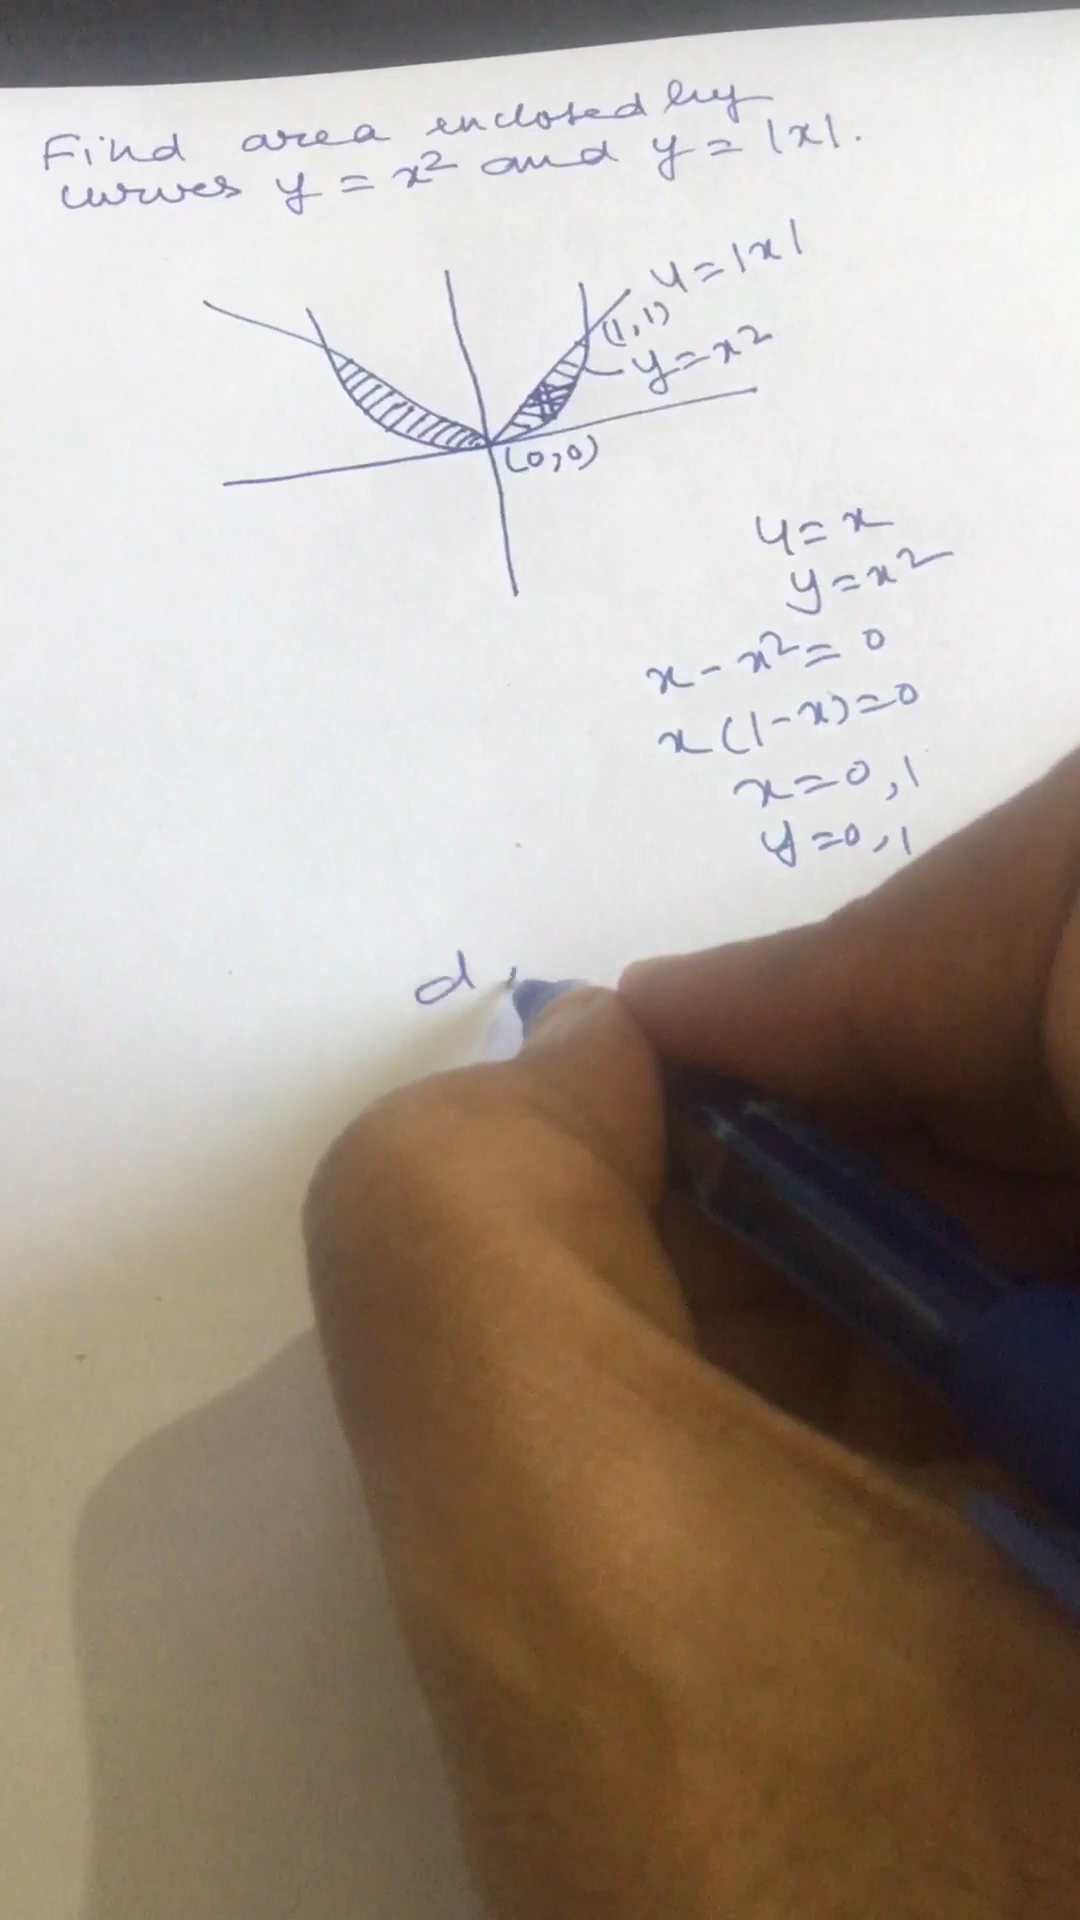 Find area enclosed by
curves y = x² and y = |x|.
y = |x|
(1,1)
y = x²
(0,0)
y = x
y = x²
x - x² = 0
x (1-x) = 0
x = 0, 1
y = 0, 1
d